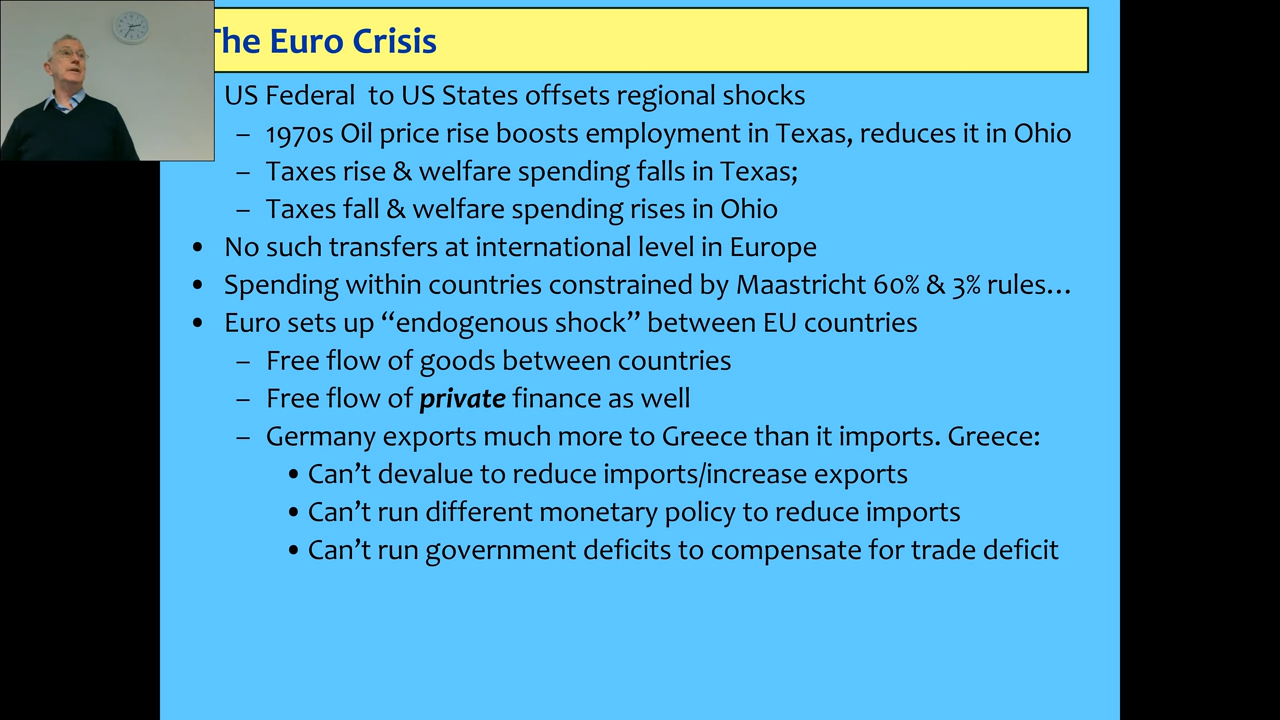 The Euro Crisis
US Federal to US States offsets regional shocks
– 1970s Oil price rise boosts employment in Texas, reduces it in Ohio
– Taxes rise & welfare spending falls in Texas;
– Taxes fall & welfare spending rises in Ohio
• No such transfers at international level in Europe
• Spending within countries constrained by Maastricht 60% & 3% rules…
• Euro sets up “endogenous shock” between EU countries
– Free flow of goods between countries
– Free flow of private finance as well
– Germany exports much more to Greece than it imports. Greece:
• Can’t devalue to reduce imports/increase exports
• Can’t run different monetary policy to reduce imports
• Can’t run government deficits to compensate for trade deficit